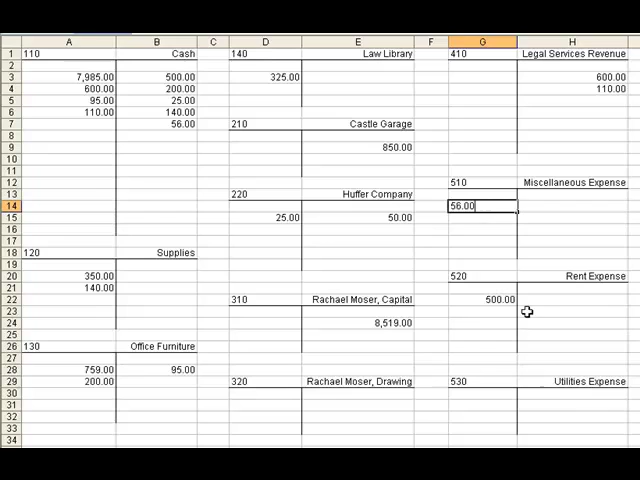 A B C D E F G H
1 110 Cash 140 Law Library 410 Legal Services Revenue
2
3 7,985.00 500.00 325.00 600.00
4 600.00 200.00 110.00
5 95.00 25.00
6 110.00 140.00
7 56.00 210 Castle Garage
8
9 850.00
10
11
12 510 Miscellaneous Expense
13 220 Huffer Company
14 56.00
15 25.00 50.00
16
17
18 120 Supplies
19
20 350.00 520 Rent Expense
21 140.00
22 310 Rachael Moser, Capital 500.00
23
24 8,519.00
25
26 130 Office Furniture
27
28 759.00 95.00
29 200.00 320 Rachael Moser, Drawing 530 Utilities Expense
30
31
32
33
34